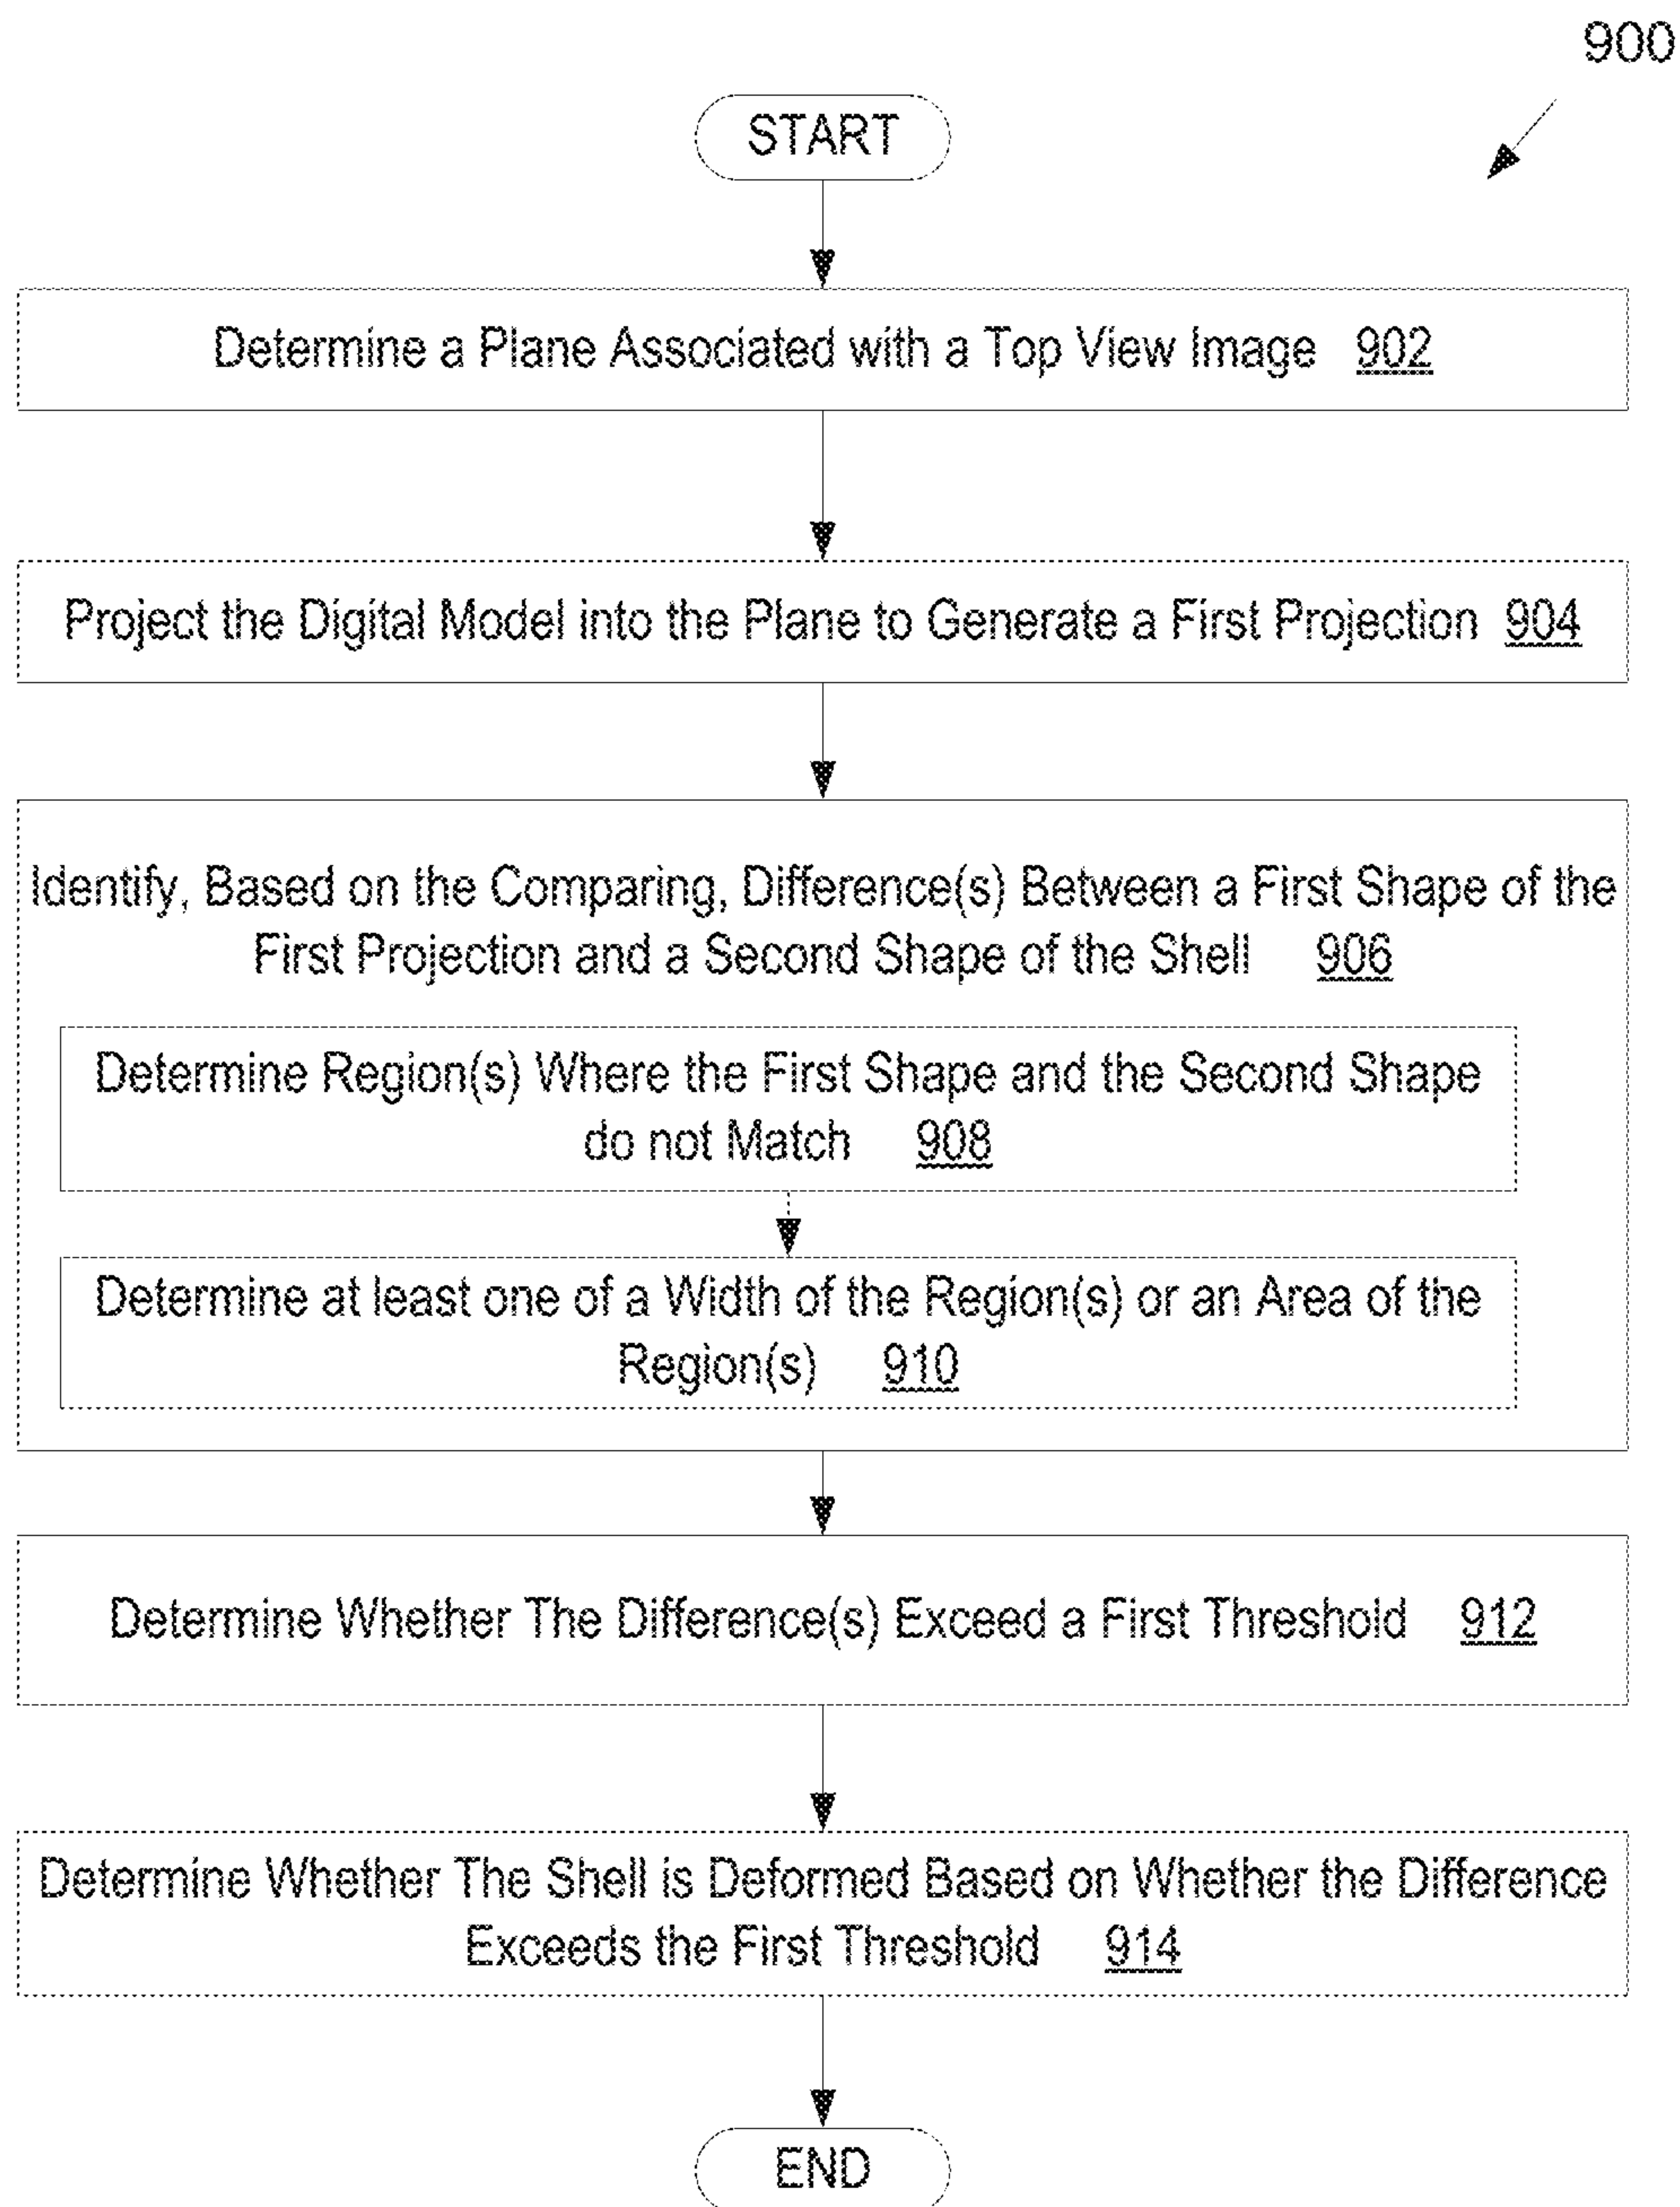 900
START
Determine a Plane Associated with a Top View Image 902
Project the Digital Model into the Plane to Generate a First Projection 904
Identify, Based on the Comparing, Difference(s) Between a First Shape of the
First Projection and a Second Shape of the Shell 906
Determine Region(s) Where the First Shape and the Second Shape
do not Match 908
Determine at least one of a Width of the Region(s) or an Area of the
Region(s) 910
Determine Whether The Difference(s) Exceed a First Threshold 912
Determine Whether The Shell is Deformed Based on Whether the Difference
Exceeds the First Threshold 914
END